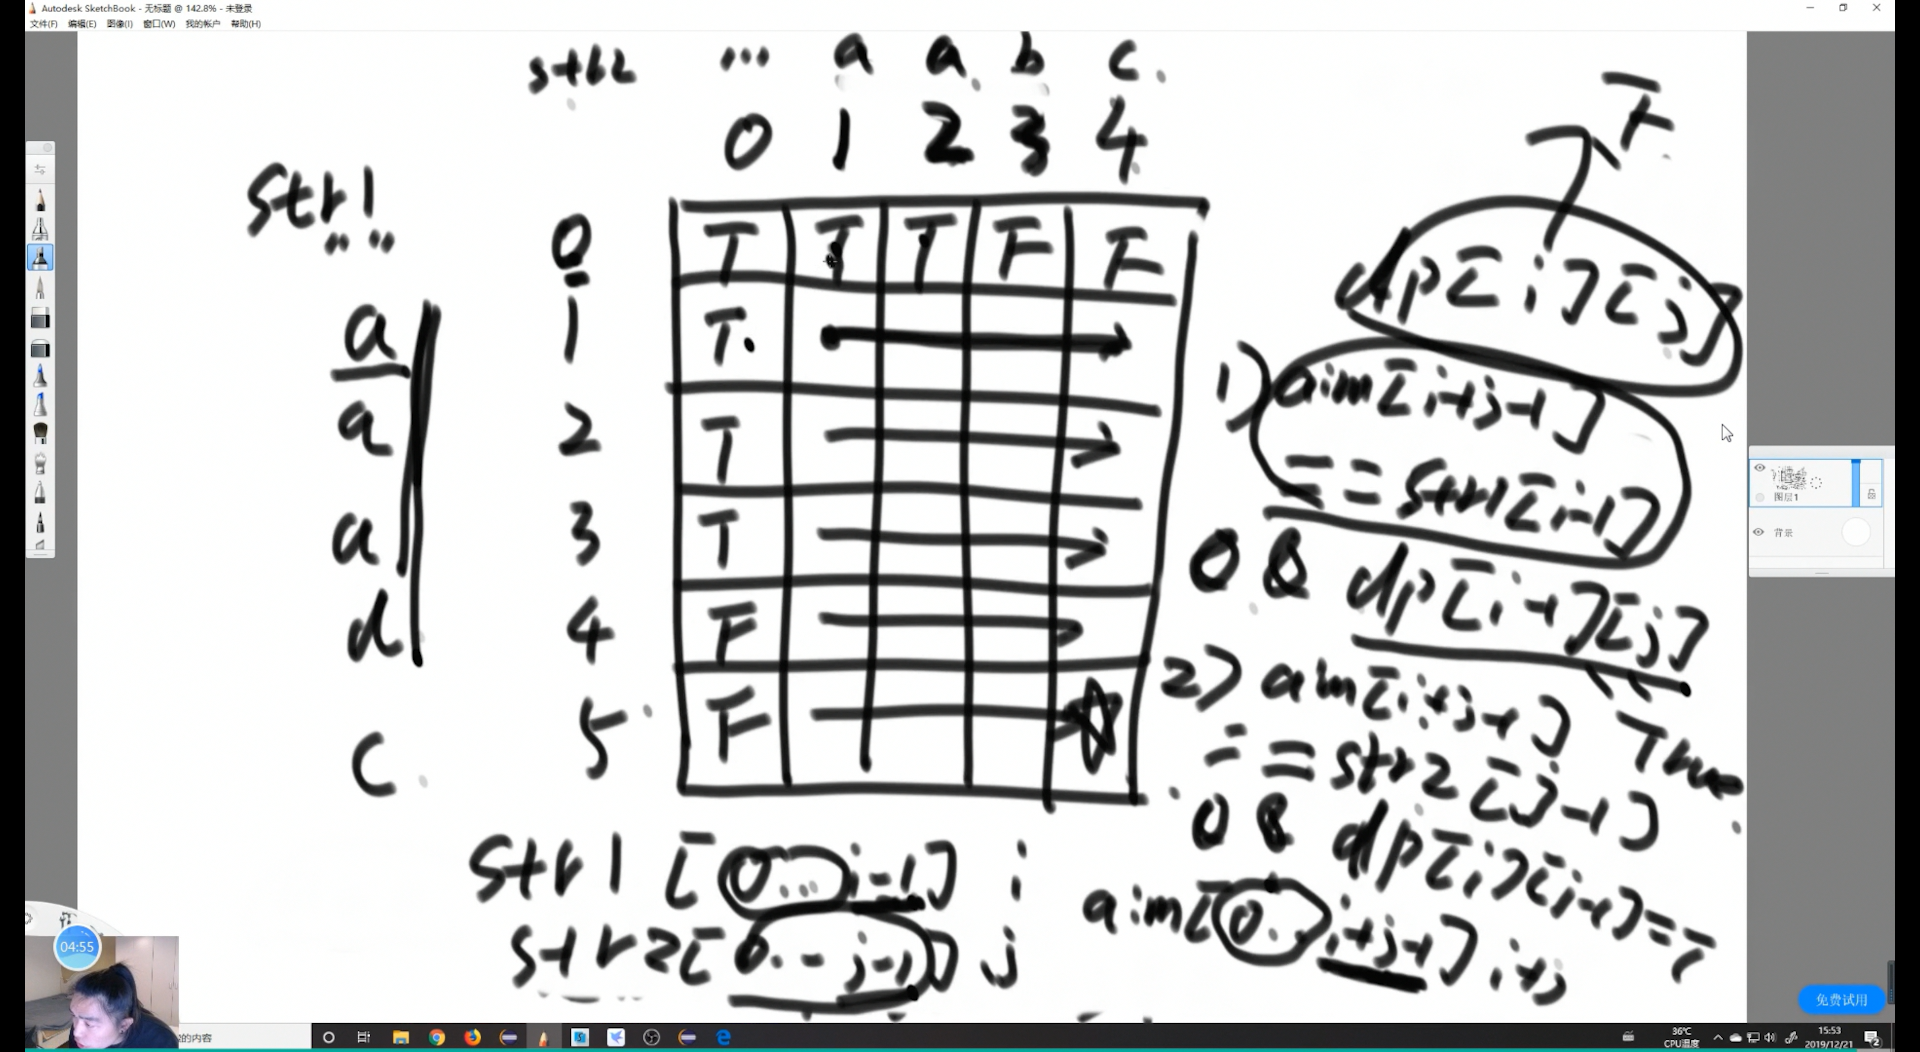 Autodesk SketchBook - 无标题 @ 142.8% - 未登录
文件(F) 编辑(E) 图像(I) 窗口(W) 我的帐户 帮助(H)
str2 ... a a b c
0 1 2 3 4
str1
" "
0 T T T F F
a 1 T
a 2 T
a 3 T
d 4 F
c 5 F
F
dp[i][j]
1) aim[i+j-1]
== str1[i-1]
dp[i-1][j]
True
2) aim[i+j-1]
== str2[j-1]
dp[i][j-1]=T
str1[0...i-1] i
str2[0..-j-1] j
aim[0..i+j-1] i+j
图层1
背景
04:55
免费试用
的内容
36℃
CPU温度
15:53
2019/12/21
2